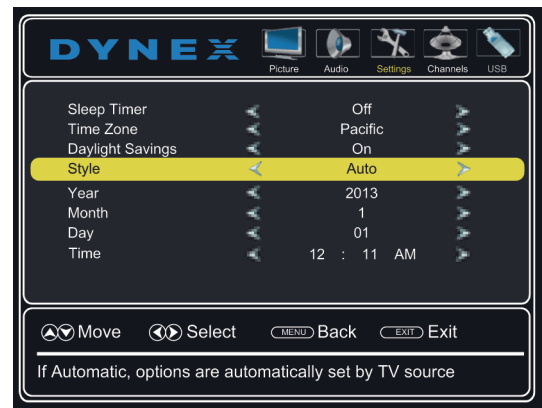 DYNEX
Picture Audio Settings Channels USB
Sleep Timer Off
Time Zone Pacific
Daylight Savings On
Style Auto
Year 2013
Month 1
Day 01
Time 12 : 11 AM
Move Select MENU Back EXIT Exit
If Automatic, options are automatically set by TV source